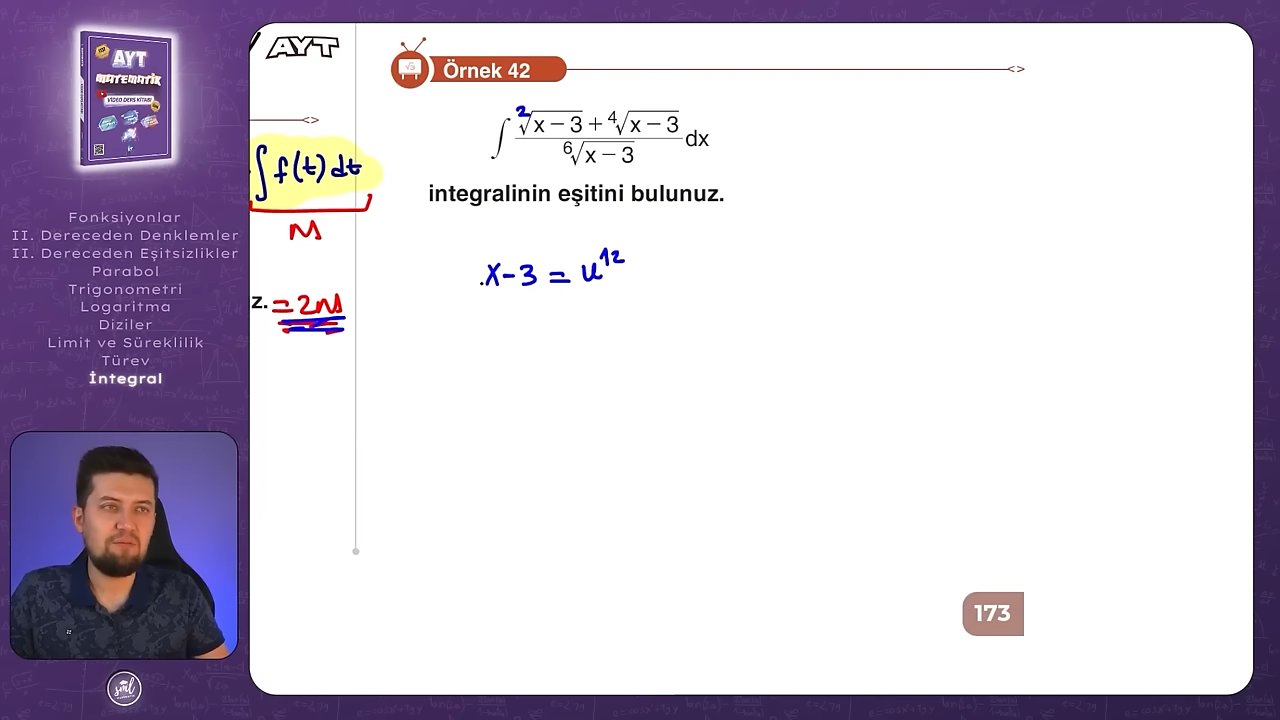 AYT
MATEMATİK
VİDEO DERS KİTABI
Fonksiyonlar
II. Dereceden Denklemler
II. Dereceden Eşitsizlikler
Parabol
Trigonometri
Logaritma
Diziler
Limit ve Süreklilik
Türev
İntegral
sml
AYT
<>
∫ f(t) dt
M
z. = 2M
Örnek 42
<>
∫ (²√(x − 3) + ⁴√(x − 3)) / ⁶√(x − 3) dx
integralinin eşitini bulunuz.
x-3 = u¹²
173